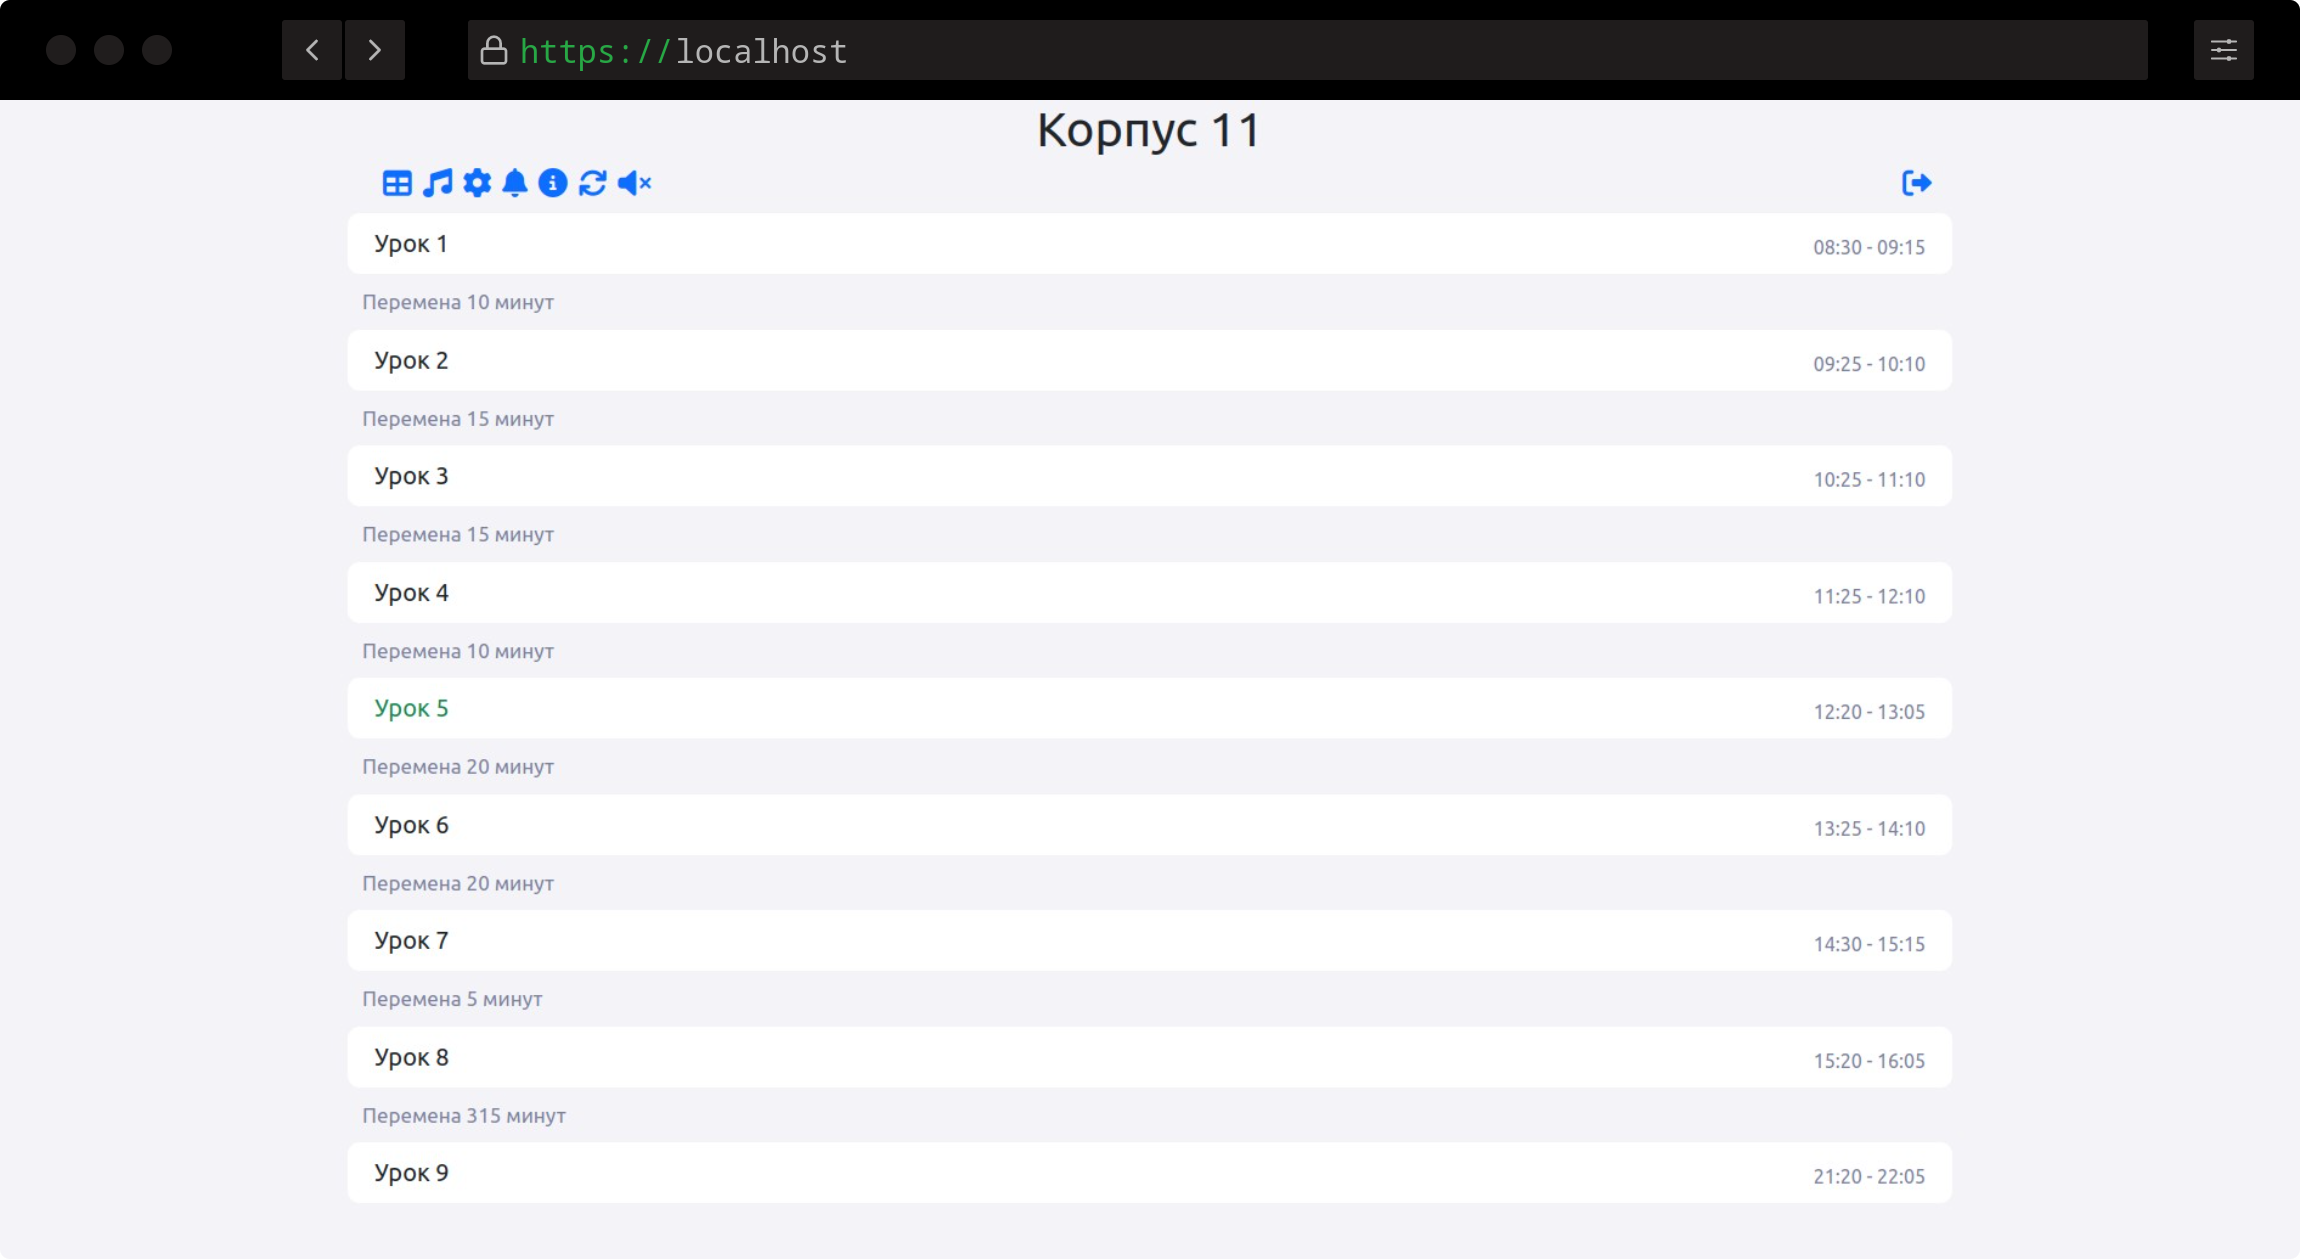 https://localhost
Корпус 11
Урок 1
08:30 - 09:15
Перемена 10 минут
Урок 2
09:25 - 10:10
Перемена 15 минут
Урок 3
10:25 - 11:10
Перемена 15 минут
Урок 4
11:25 - 12:10
Перемена 10 минут
Урок 5
12:20 - 13:05
Перемена 20 минут
Урок 6
13:25 - 14:10
Перемена 20 минут
Урок 7
14:30 - 15:15
Перемена 5 минут
Урок 8
15:20 - 16:05
Перемена 315 минут
Урок 9
21:20 - 22:05